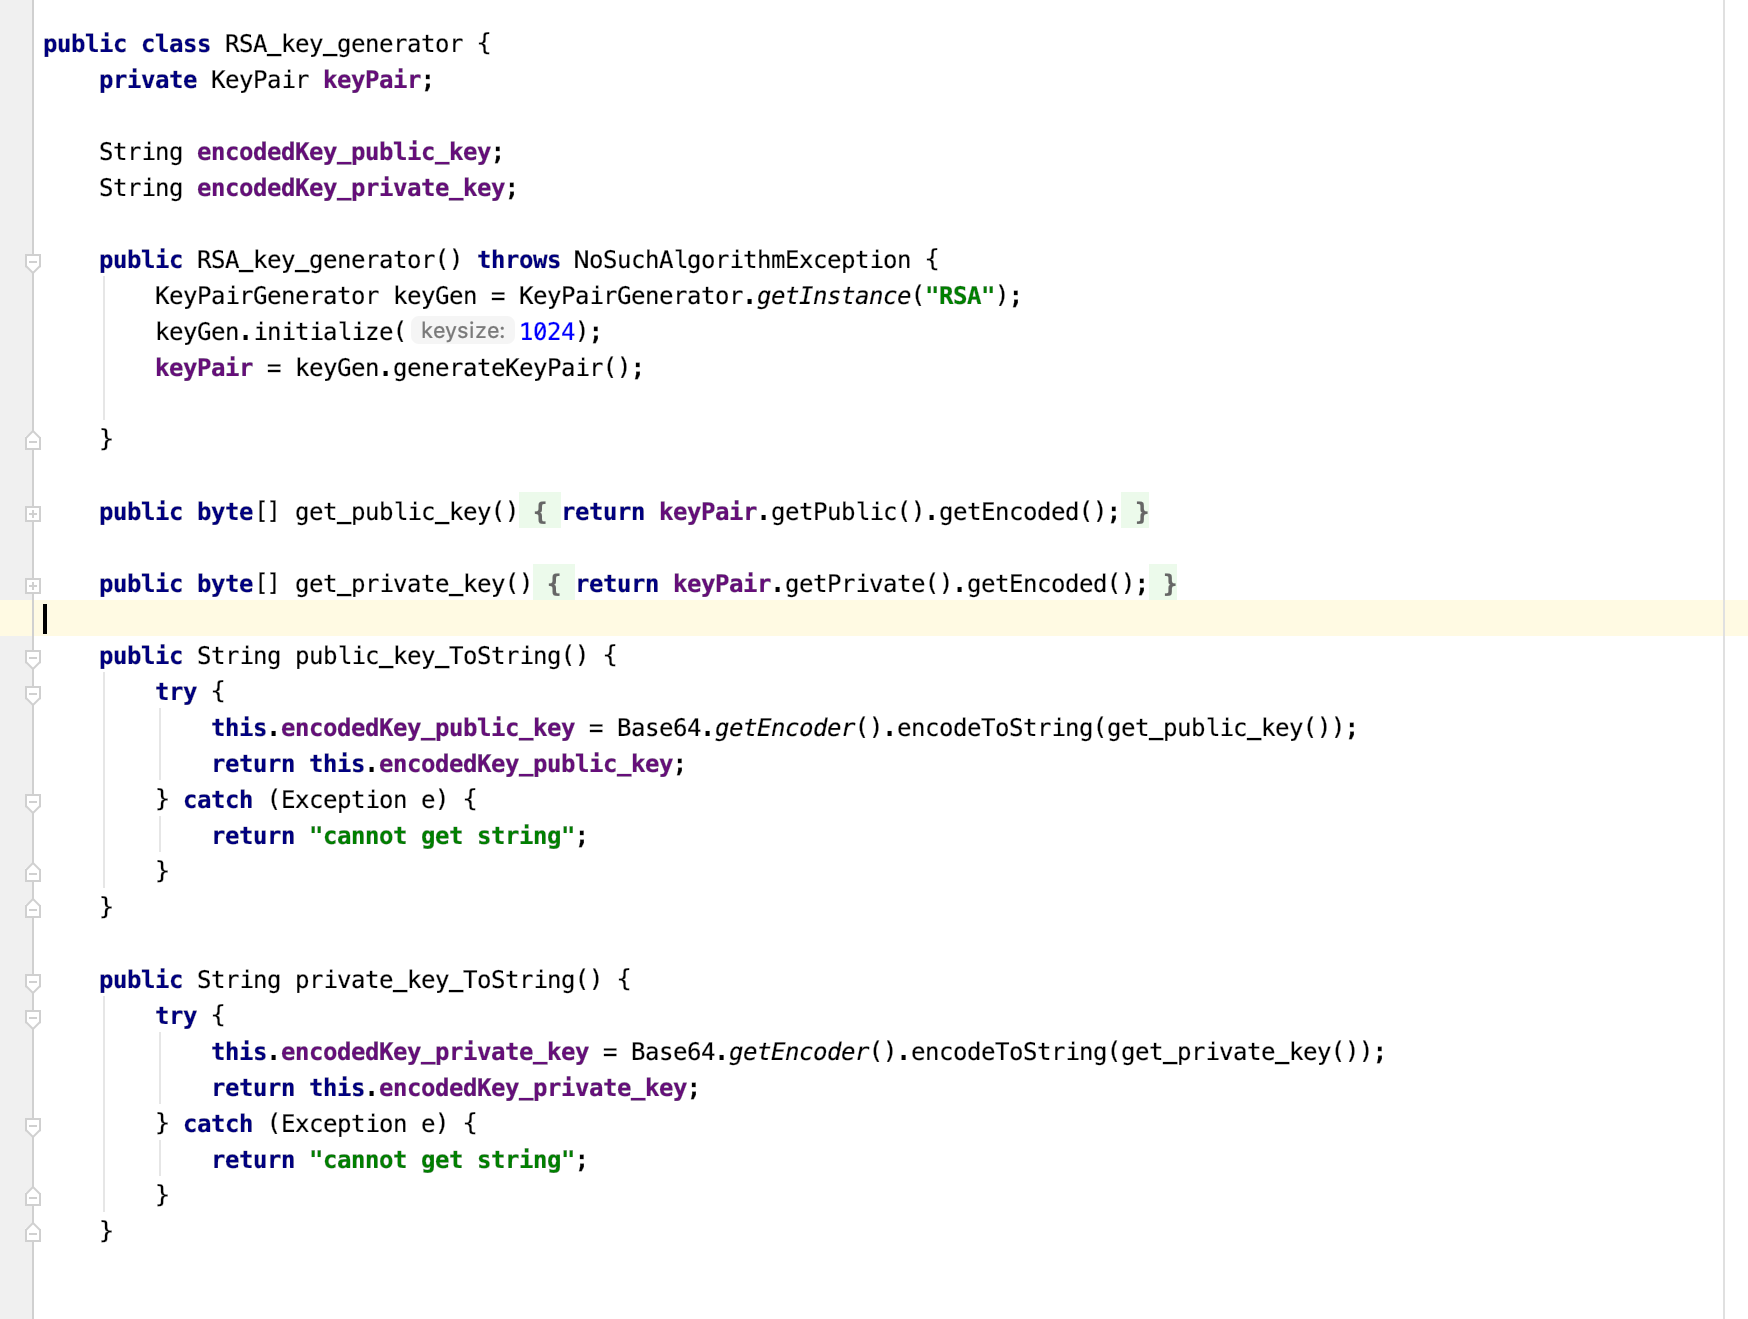 public class RSA_key_generator {
    private KeyPair keyPair;

    String encodedKey_public_key;
    String encodedKey_private_key;

    public RSA_key_generator() throws NoSuchAlgorithmException {
        KeyPairGenerator keyGen = KeyPairGenerator.getInstance("RSA");
        keyGen.initialize( keysize: 1024);
        keyPair = keyGen.generateKeyPair();

    }

    public byte[] get_public_key() { return keyPair.getPublic().getEncoded(); }

    public byte[] get_private_key() { return keyPair.getPrivate().getEncoded(); }

    public String public_key_ToString() {
        try {
            this.encodedKey_public_key = Base64.getEncoder().encodeToString(get_public_key());
            return this.encodedKey_public_key;
        } catch (Exception e) {
            return "cannot get string";
        }
    }

    public String private_key_ToString() {
        try {
            this.encodedKey_private_key = Base64.getEncoder().encodeToString(get_private_key());
            return this.encodedKey_private_key;
        } catch (Exception e) {
            return "cannot get string";
        }
    }